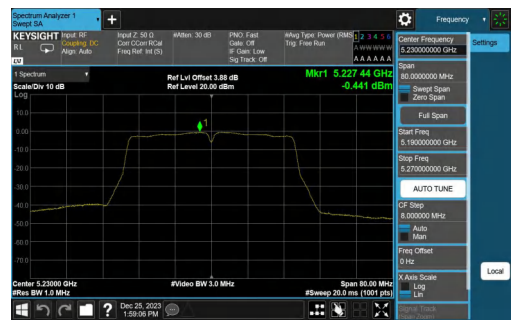 Spectrum Analyzer 1
Swept SA
Frequency
KEYSIGHT
RL
Input: RF
Coupling: DC
Align: Auto
Input Z: 50 Ω
Corr CCorr RCal
Freq Ref: Int (S)
#Atten: 30 dB
PNO: Fast
Gate: Off
IF Gain: Low
Sig Track: Off
#Avg Type: Power (RMS)
Trig: Free Run
1 2 3 4 5 6
A W W W W W
A A A A A A
1 Spectrum
Scale/Div 10 dB
Log
Ref Lvl Offset 3.88 dB
Ref Level 20.00 dBm
Mkr1 5.227 44 GHz
-0.441 dBm
1
10.0
0.00
-10.0
-20.0
-30.0
-40.0
-50.0
-60.0
-70.0
Center 5.23000 GHz
#Res BW 1.0 MHz
#Video BW 3.0 MHz
Span 80.00 MHz
#Sweep 20.0 ms (1001 pts)
Center Frequency
5.230000000 GHz
Settings
Span
80.0000000 MHz
Swept Span
Zero Span
Full Span
Start Freq
5.190000000 GHz
Stop Freq
5.270000000 GHz
AUTO TUNE
CF Step
8.000000 MHz
Auto
Man
Freq Offset
0 Hz
X Axis Scale
Log
Lin
Local
Signal Track
(Span Zoom)
?
Dec 25, 2023
1:59:06 PM